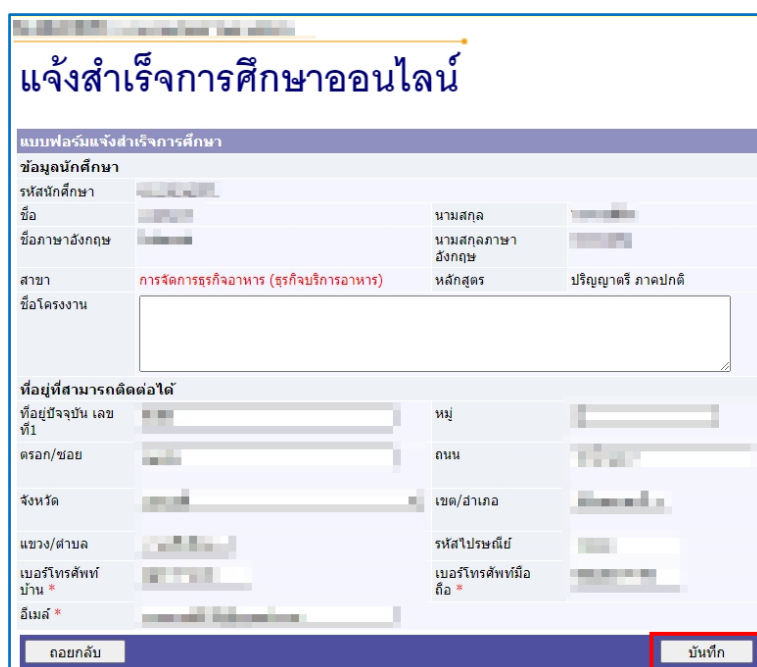 แจ้งสำเร็จการศึกษาออนไลน์
แบบฟอร์มแจ้งสำเร็จการศึกษา
ข้อมูลนักศึกษา
รหัสนักศึกษา
ชื่อ นามสกุล
ชื่อภาษาอังกฤษ นามสกุลภาษา
อังกฤษ
สาขา การจัดการธุรกิจอาหาร (ธุรกิจบริการอาหาร) หลักสูตร ปริญญาตรี ภาคปกติ
ชื่อโครงงาน
ที่อยู่ที่สามารถติดต่อได้
ที่อยู่ปัจจุบัน เลข หมู่
ที่1
ตรอก/ซอย ถนน
จังหวัด เขต/อำเภอ
แขวง/ตำบล รหัสไปรษณีย์
เบอร์โทรศัพท์ เบอร์โทรศัพท์มือ
บ้าน * ถือ *
อีเมล์ *
ถอยกลับ บันทึก